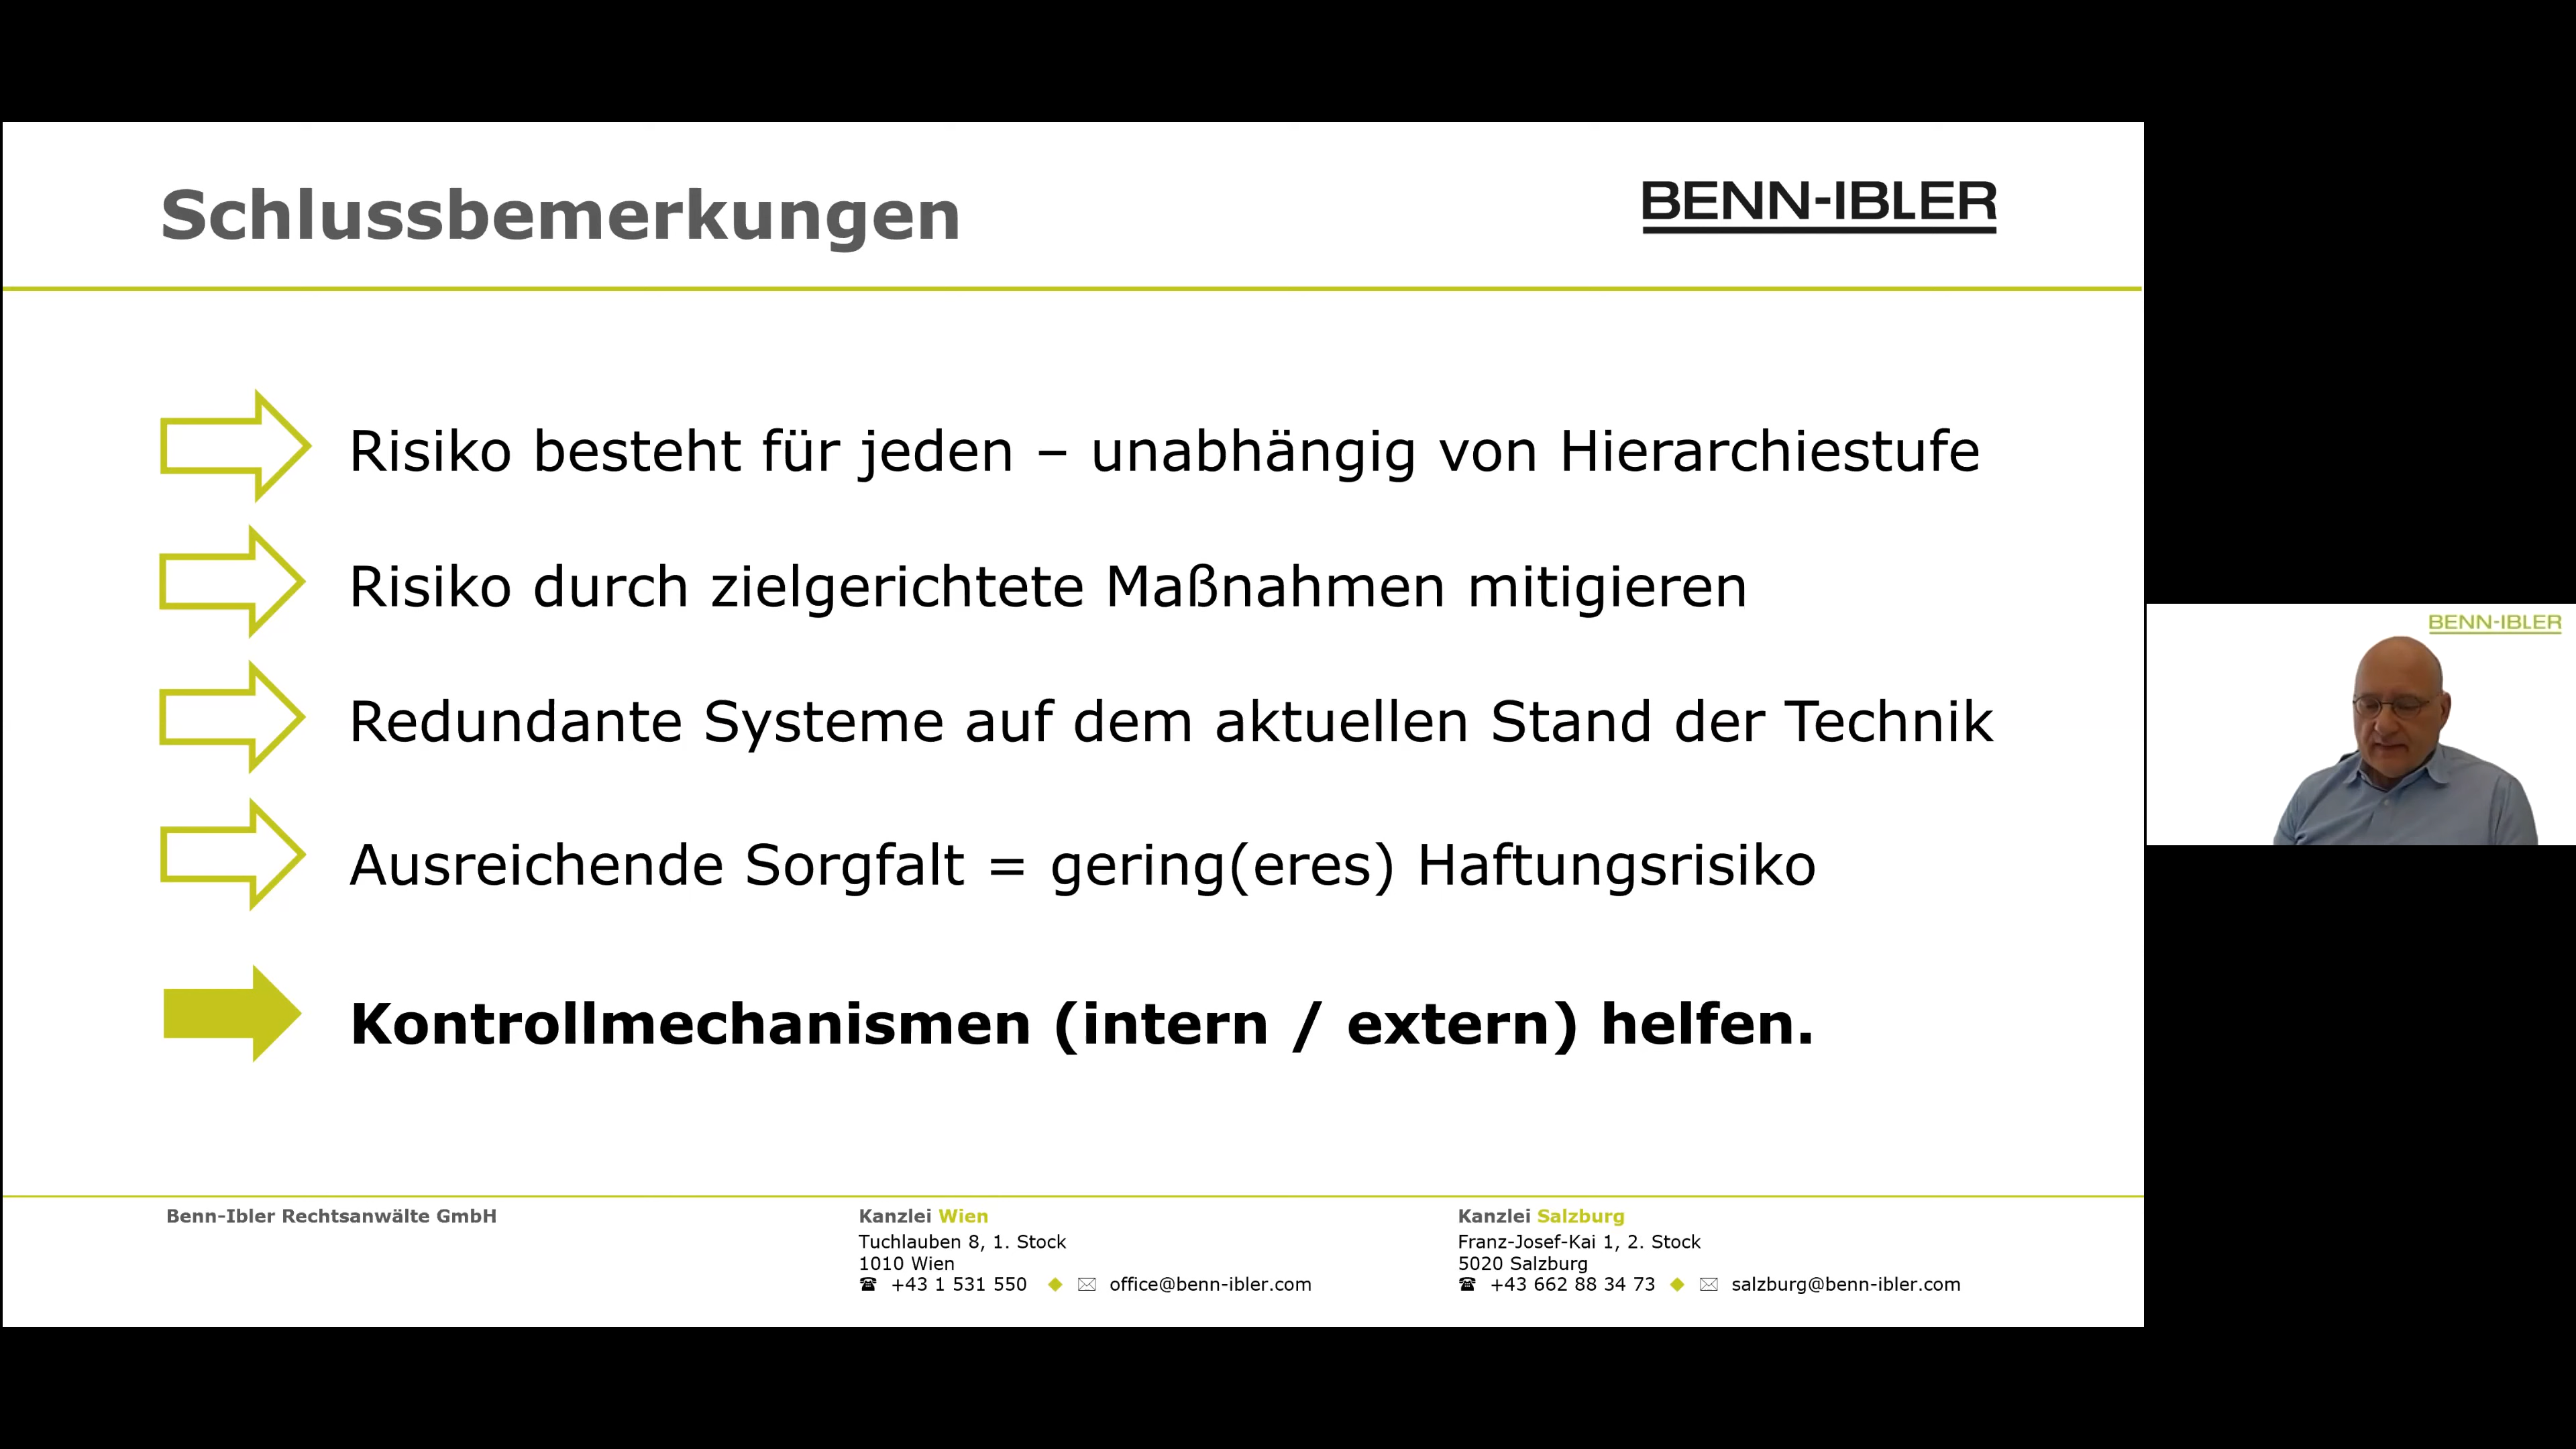 Schlussbemerkungen
BENN-IBLER
Risiko besteht für jeden – unabhängig von Hierarchiestufe
Risiko durch zielgerichtete Maßnahmen mitigieren
Redundante Systeme auf dem aktuellen Stand der Technik
Ausreichende Sorgfalt = gering(eres) Haftungsrisiko
Kontrollmechanismen (intern / extern) helfen.
Benn-Ibler Rechtsanwälte GmbH
Kanzlei Wien
Tuchlauben 8, 1. Stock
1010 Wien
☎ +43 1 531 550 ◆ ✉ office@benn-ibler.com
Kanzlei Salzburg
Franz-Josef-Kai 1, 2. Stock
5020 Salzburg
☎ +43 662 88 34 73 ◆ ✉ salzburg@benn-ibler.com
BENN-IBLER